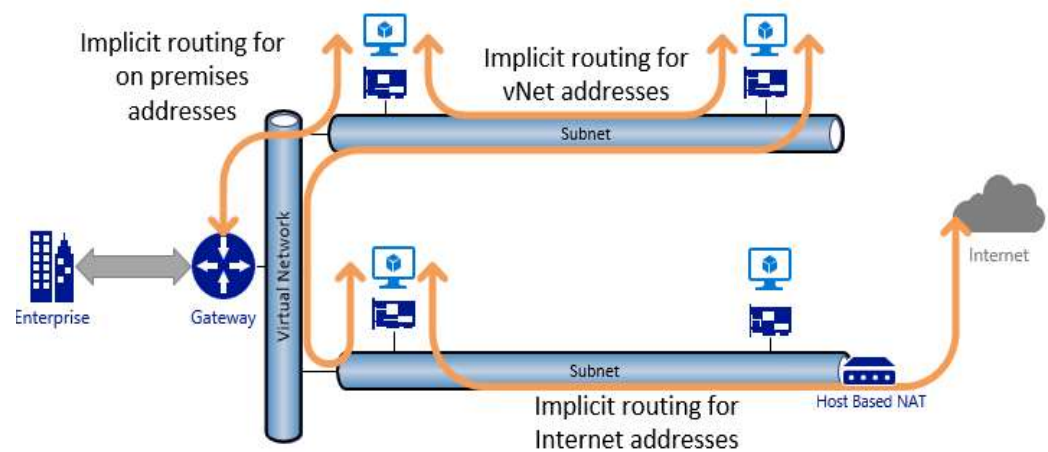 Implicit routing for
on premises
addresses
Implicit routing for
vNet addresses
Subnet
Virtual Network
Internet
Enterprise
Gateway
Subnet
Host Based NAT
Implicit routing for
Internet addresses